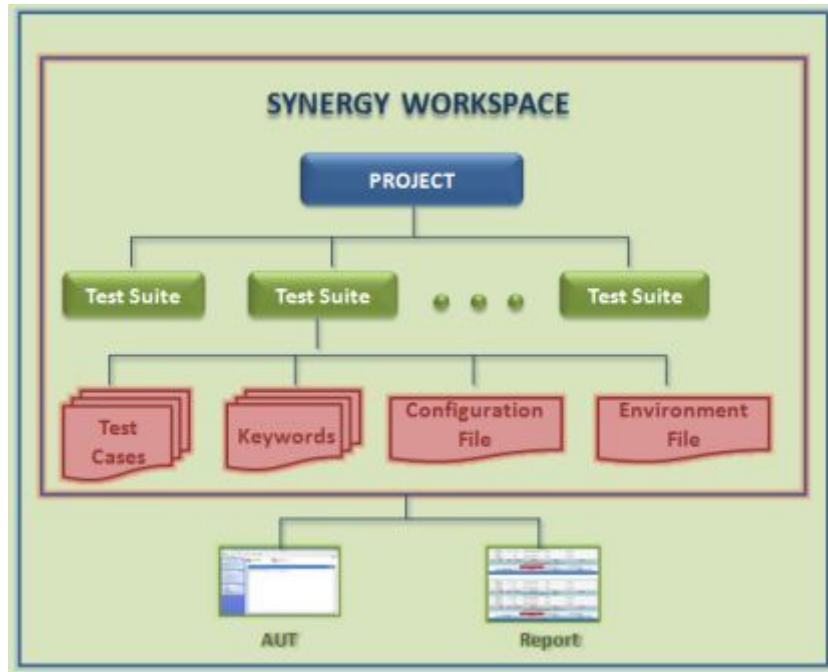 SYNERGY WORKSPACE
PROJECT
Test Suite
Test Suite
Test Suite
Test
Cases
Keywords
Configuration
File
Environment
File
AUT
Report